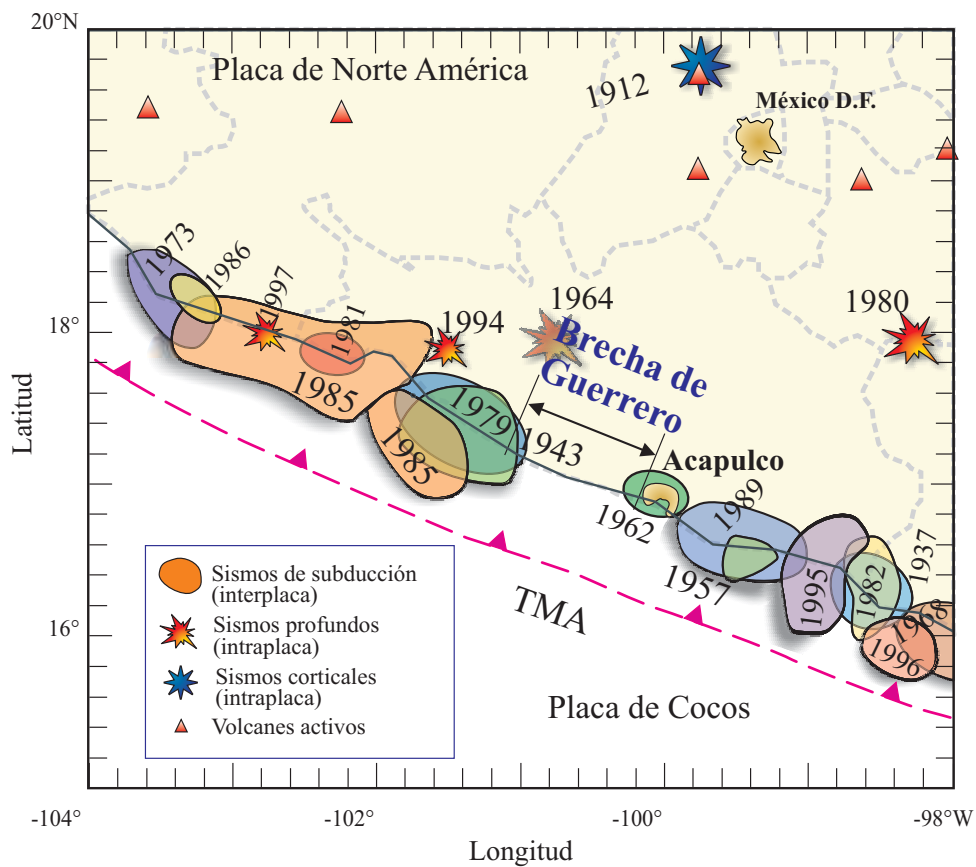 20°N
Placa de Norte América
1912
México D.F.
1973
1986
1997
1981
1994
1964
1980
18°
Brecha de
Guerrero
1985
1979
1985
1943
Acapulco
1962
1989
1957
1995
1982
1937
1968
1996
16°
TMA
Placa de Cocos
Sismos de subducción
(interplaca)
Sismos profundos
(intraplaca)
Sismos corticales
(intraplaca)
Volcanes activos
Latitud
-104°
-102°
-100°
-98°W
Longitud